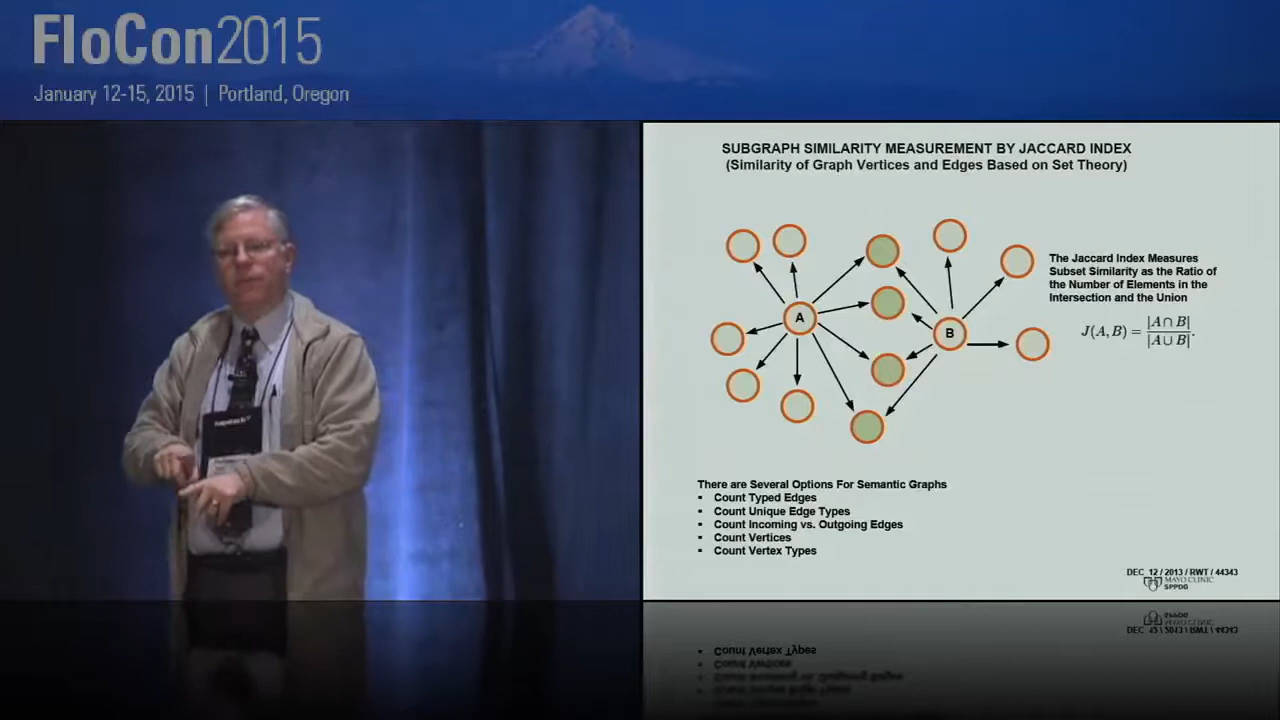 FloCon2015
January 12-15, 2015 | Portland, Oregon
SUBGRAPH SIMILARITY MEASUREMENT BY JACCARD INDEX
(Similarity of Graph Vertices and Edges Based on Set Theory)
A
B
The Jaccard Index Measures
Subset Similarity as the Ratio of
the Number of Elements in the
Intersection and the Union
J(A, B) = |A ∩ B| / |A ∪ B|.
There are Several Options For Semantic Graphs
▪ Count Typed Edges
▪ Count Unique Edge Types
▪ Count Incoming vs. Outgoing Edges
▪ Count Vertices
▪ Count Vertex Types
DEC_12 / 2013 / RWT / 44343
MAYO CLINIC
SPPDG